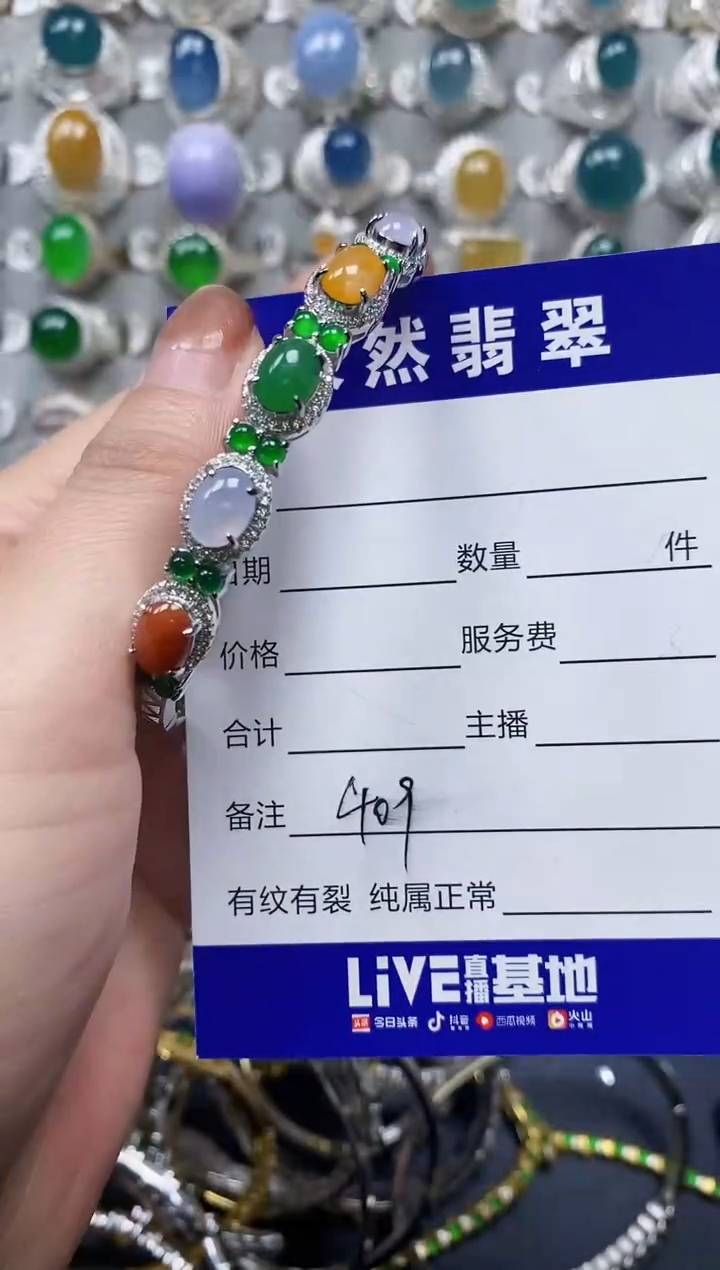 然翡翠
期 数量 件
价格 服务费
合计 主播
备注 409
有纹有裂 纯属正常
LiVE直播基地
今日头条 抖音 西瓜视频 火山